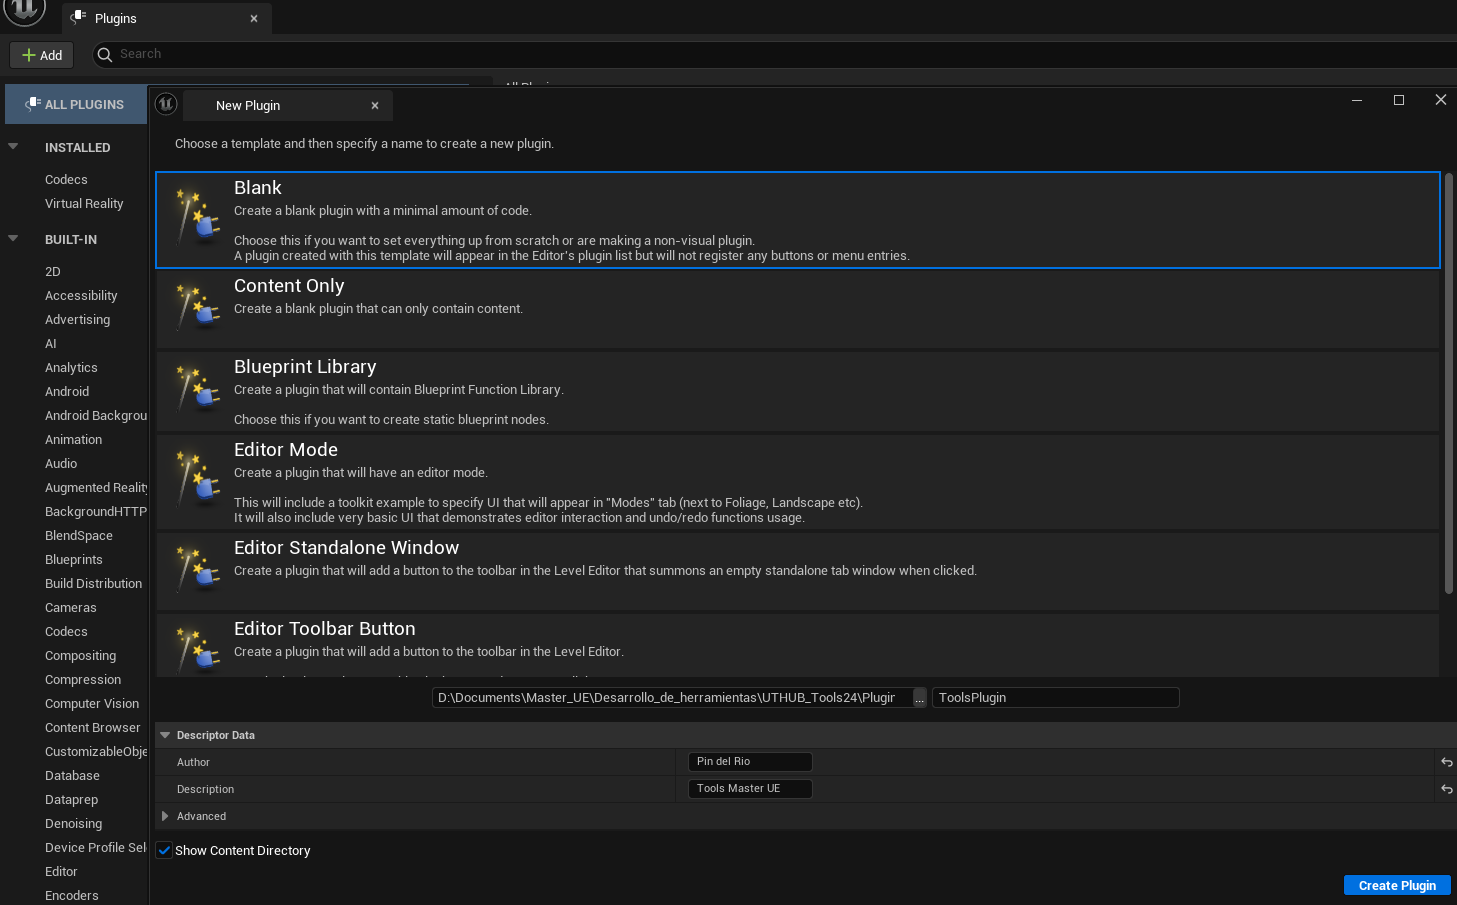 Plugins
Add
Search
ALL PLUGINS
INSTALLED
Codecs
Virtual Reality
BUILT-IN
2D
Accessibility
Advertising
AI
Analytics
Android
Android Backgrou
Animation
Audio
Augmented Reality
BackgroundHTTP
BlendSpace
Blueprints
Build Distribution
Cameras
Codecs
Compositing
Compression
Computer Vision
Content Browser
CustomizableObje
Database
Dataprep
Denoising
Device Profile Sel
Editor
Encoders
New Plugin
Choose a template and then specify a name to create a new plugin.
Blank
Create a blank plugin with a minimal amount of code.
Choose this if you want to set everything up from scratch or are making a non-visual plugin.
A plugin created with this template will appear in the Editor's plugin list but will not register any buttons or menu entries.
Content Only
Create a blank plugin that can only contain content.
Blueprint Library
Create a plugin that will contain Blueprint Function Library.
Choose this if you want to create static blueprint nodes.
Editor Mode
Create a plugin that will have an editor mode.
This will include a toolkit example to specify UI that will appear in "Modes" tab (next to Foliage, Landscape etc).
It will also include very basic UI that demonstrates editor interaction and undo/redo functions usage.
Editor Standalone Window
Create a plugin that will add a button to the toolbar in the Level Editor that summons an empty standalone tab window when clicked.
Editor Toolbar Button
Create a plugin that will add a button to the toolbar in the Level Editor.
D:\Documents\Master_UE\Desarrollo_de_herramientas\UTHUB_Tools24\Plugin ... ToolsPlugin
Descriptor Data
Author Pin del Rio
Description Tools Master UE
Advanced
Show Content Directory
Create Plugin